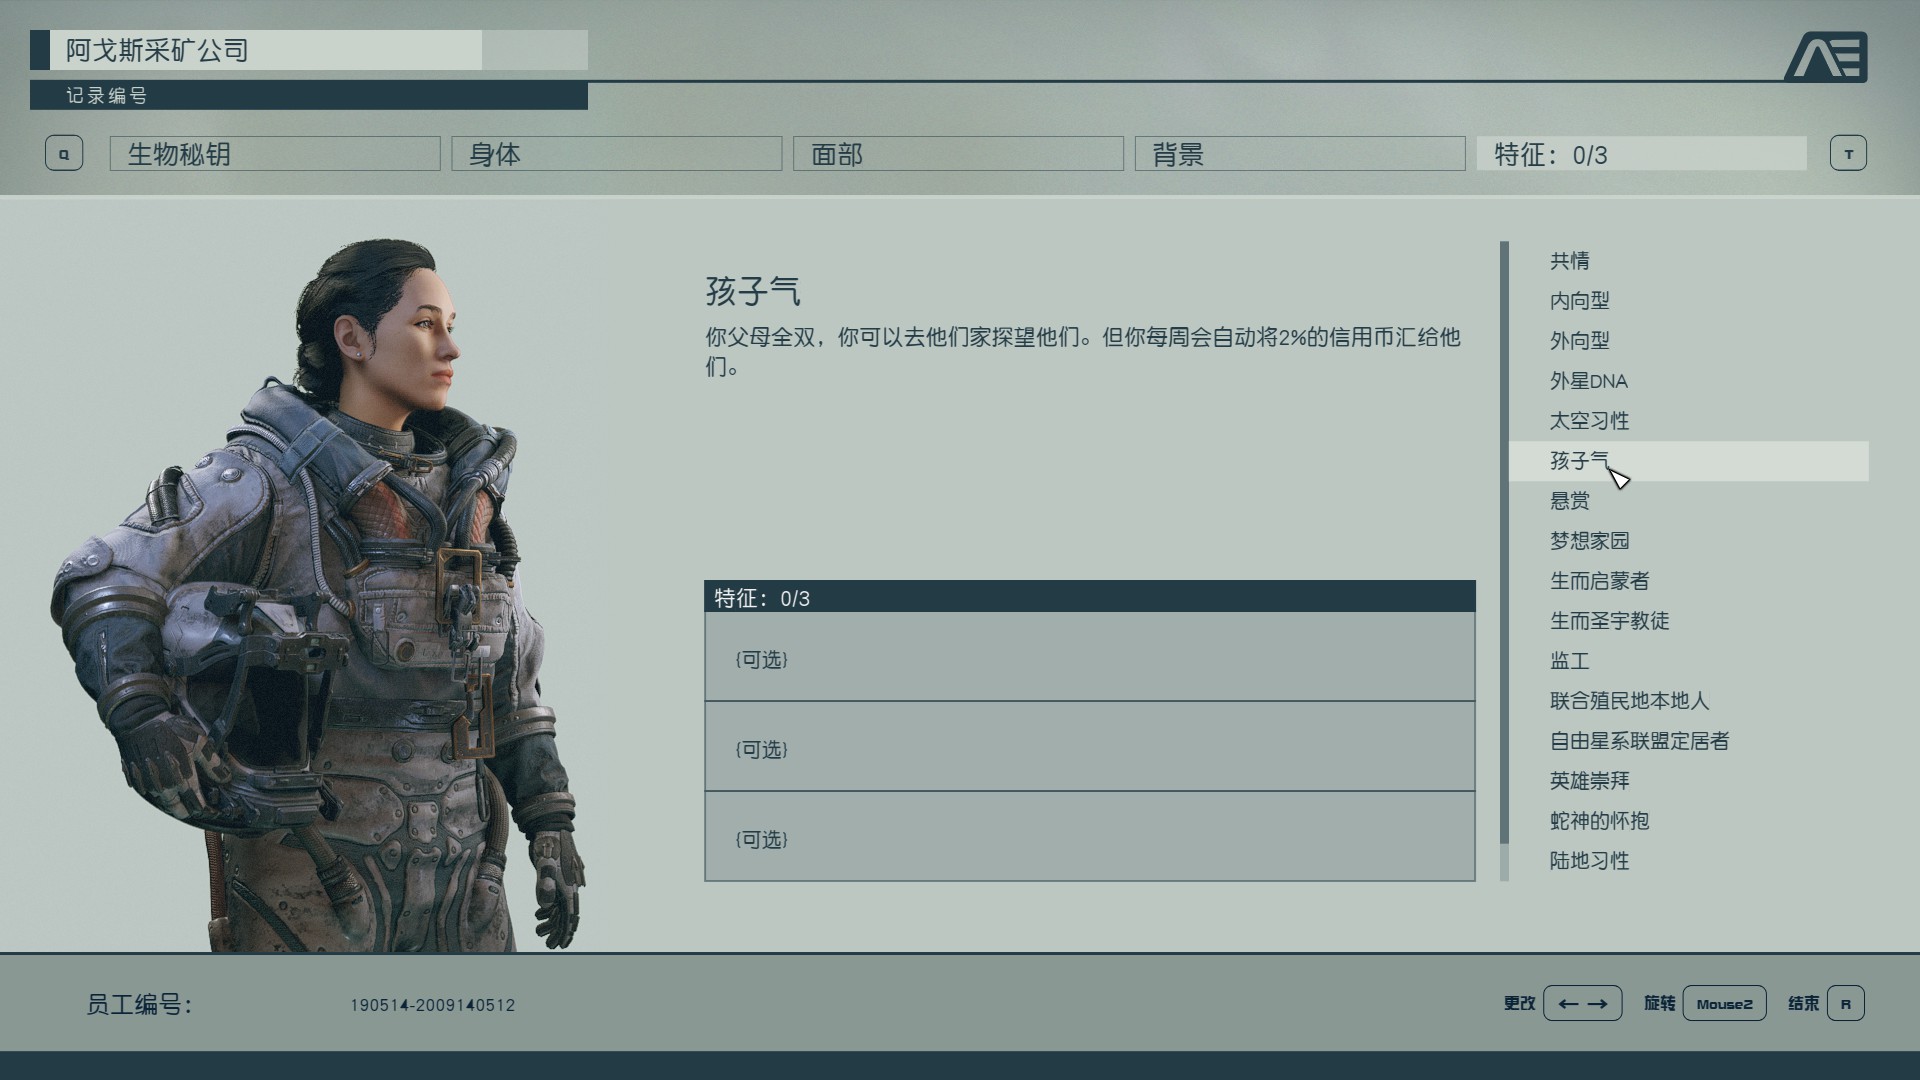 阿戈斯采矿公司
记录编号
Q
生物秘钥
身体
面部
背景
特征：0/3
T
孩子气
你父母全双，你可以去他们家探望他们。但你每周会自动将2%的信用币汇给他
们。
特征：0/3
{可选}
{可选}
{可选}
共情
内向型
外向型
外星DNA
太空习性
孩子气
悬赏
梦想家园
生而启蒙者
生而圣宇教徒
监工
联合殖民地本地人
自由星系联盟定居者
英雄崇拜
蛇神的怀抱
陆地习性
员工编号：
190514-2009140512
更改 ← →
旋转 Mouse2
结束 R